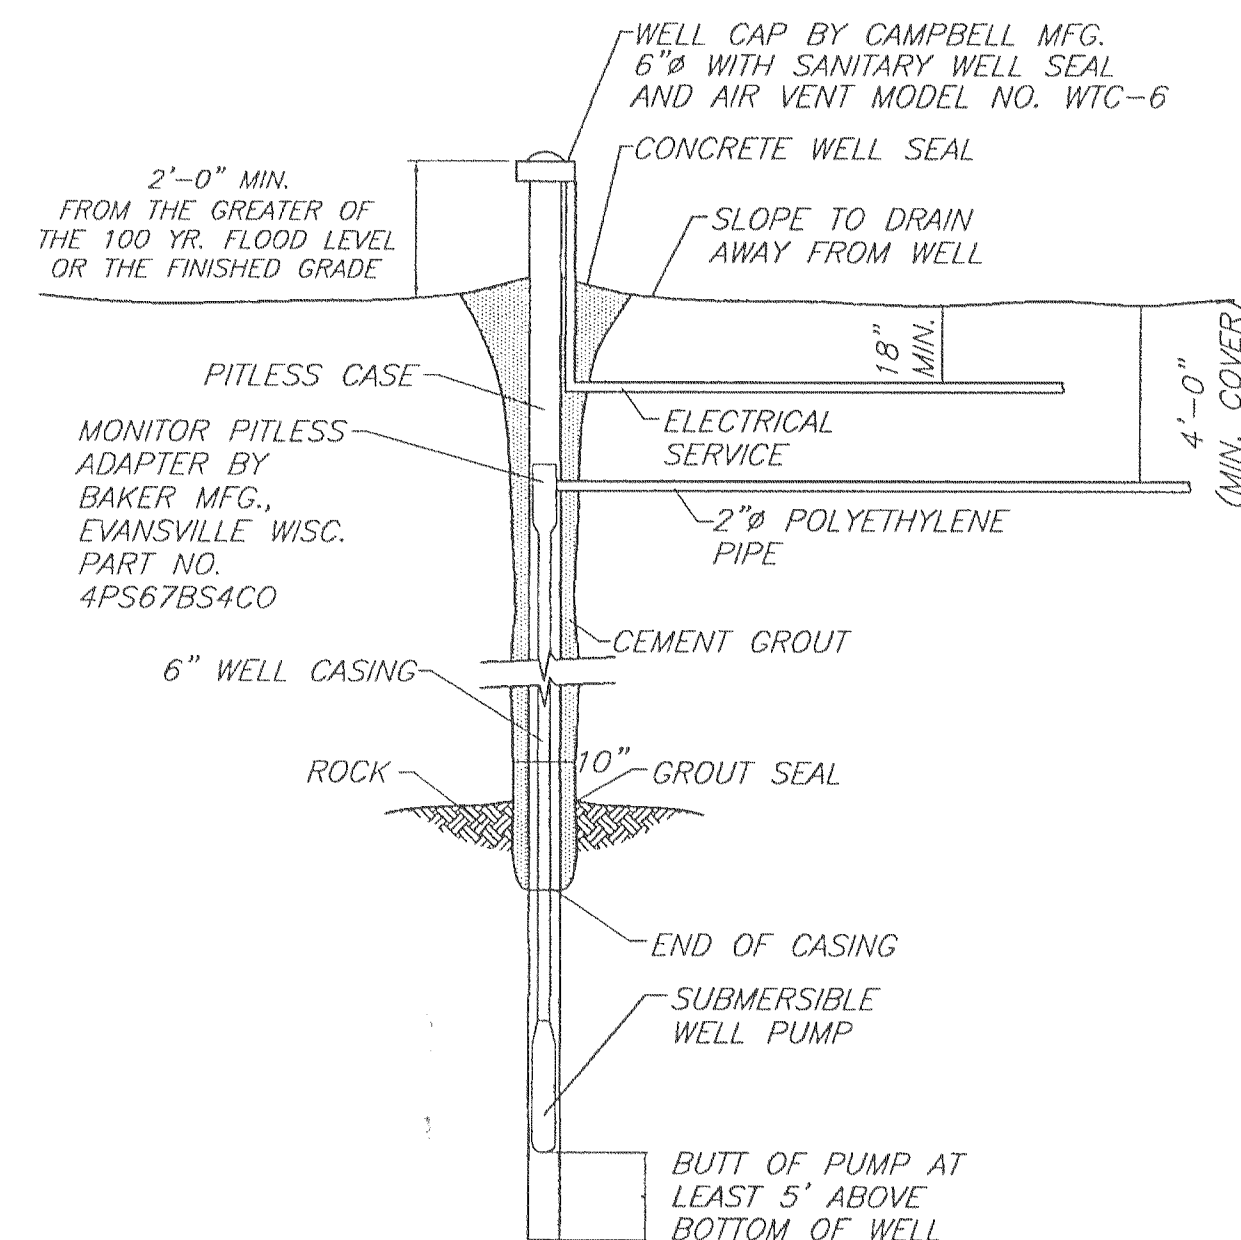 WELL CAP BY CAMPBELL MFG.
6"ø WITH SANITARY WELL SEAL
AND AIR VENT MODEL NO. WTC-6
CONCRETE WELL SEAL
2'-0" MIN.
FROM THE GREATER OF
THE 100 YR. FLOOD LEVEL
OR THE FINISHED GRADE
SLOPE TO DRAIN
AWAY FROM WELL
18"
MIN.
4'-0"
(MIN. COVER)
PITLESS CASE
ELECTRICAL
SERVICE
MONITOR PITLESS
ADAPTER BY
BAKER MFG.,
EVANSVILLE WISC.
PART NO.
4PS67BS4CO
2"ø POLYETHYLENE
PIPE
CEMENT GROUT
6" WELL CASING
10"
ROCK
GROUT SEAL
END OF CASING
SUBMERSIBLE
WELL PUMP
BUTT OF PUMP AT
LEAST 5' ABOVE
BOTTOM OF WELL